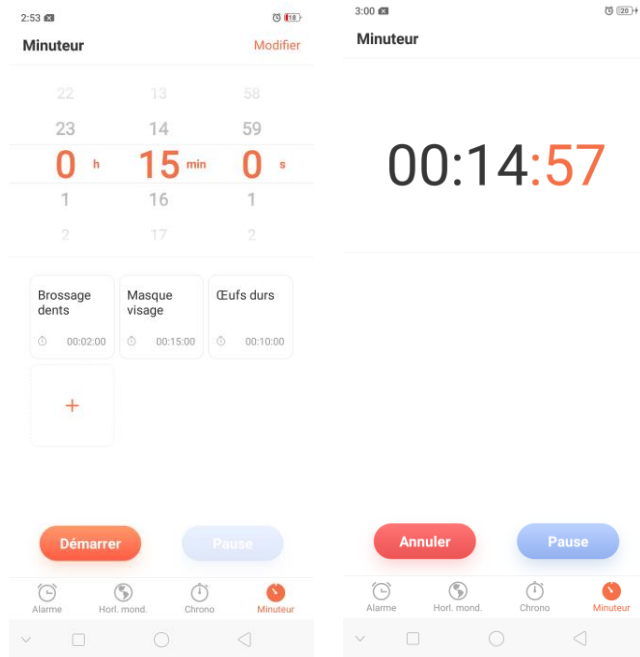 2:53
18
Minuteur
Modifier
22 13 58
23 14 59
0 h 15 min 0 s
1 16 1
2 17 2
Brossage
dents
00:02:00
Masque
visage
00:15:00
Œufs durs
00:10:00
+
Démarrer
Pause
Alarme
Horl. mond.
Chrono
Minuteur
3:00
20
Minuteur
00:14:57
Annuler
Pause
Alarme
Horl. mond.
Chrono
Minuteur